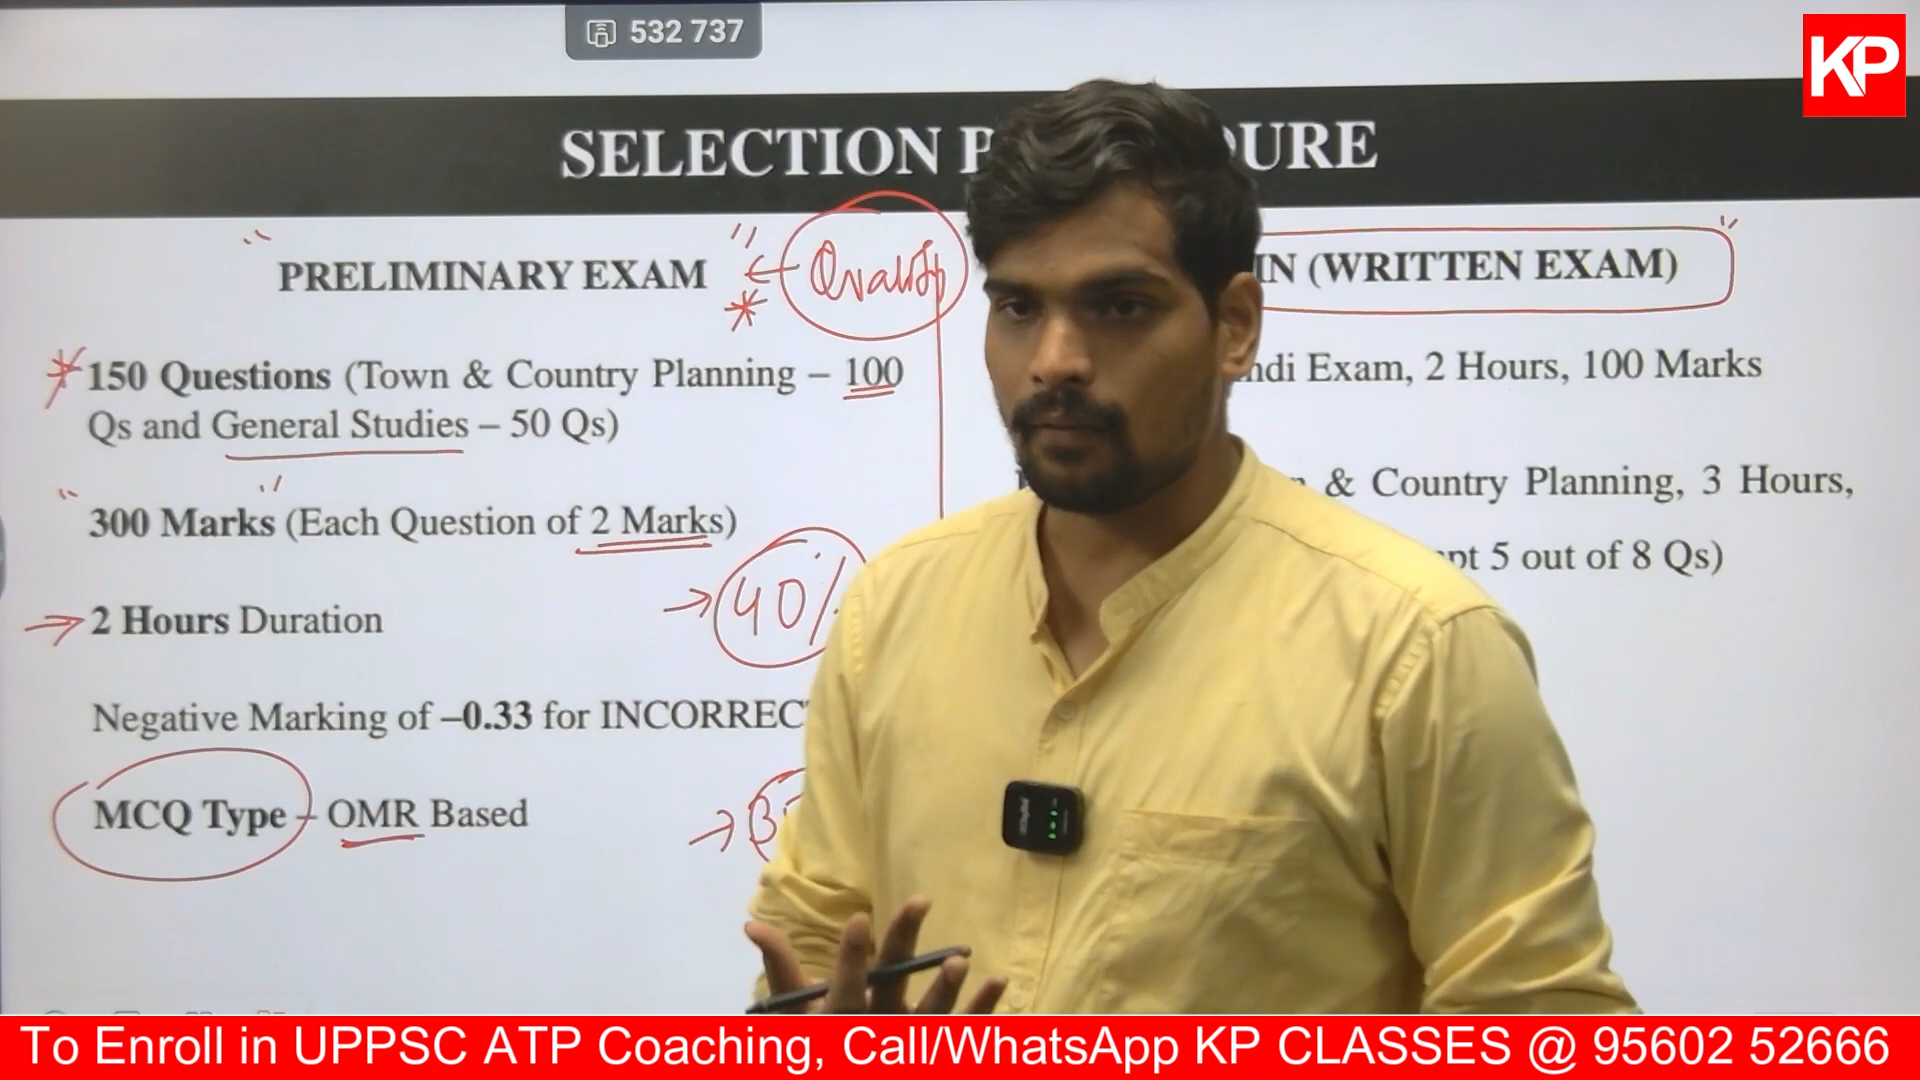 532 737
KP
SELECTION P URE
PRELIMINARY EXAM
IN (WRITTEN EXAM)
150 Questions (Town & Country Planning – 100
Qs and General Studies – 50 Qs)
300 Marks (Each Question of 2 Marks)
40%
2 Hours Duration
Negative Marking of –0.33 for INCORREC
MCQ Type – OMR Based
ndi Exam, 2 Hours, 100 Marks
& Country Planning, 3 Hours,
pt 5 out of 8 Qs)
To Enroll in UPPSC ATP Coaching, Call/WhatsApp KP CLASSES @ 95602 52666